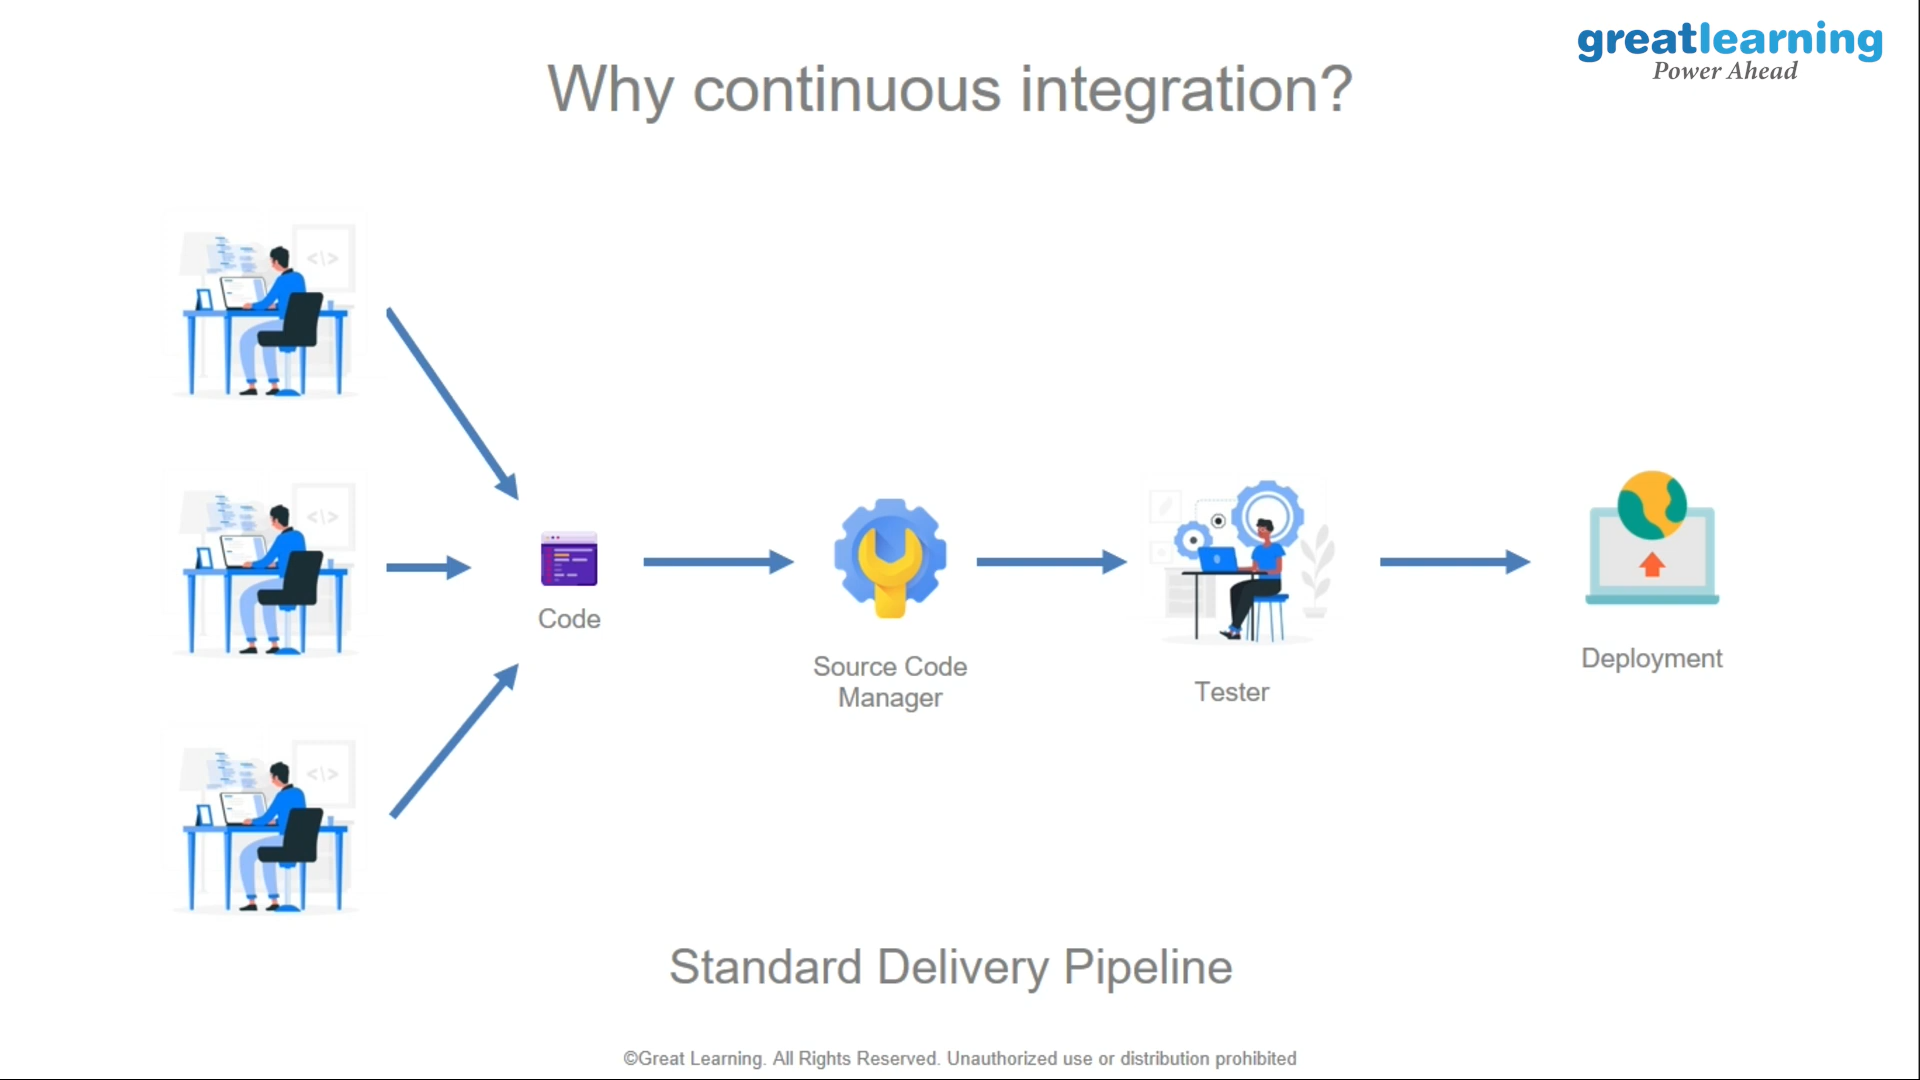 greatlearning
Power Ahead
Why continuous integration?
</>
</>
</>
Code
Source Code
Manager
Tester
Deployment
Standard Delivery Pipeline
©Great Learning. All Rights Reserved. Unauthorized use or distribution prohibited